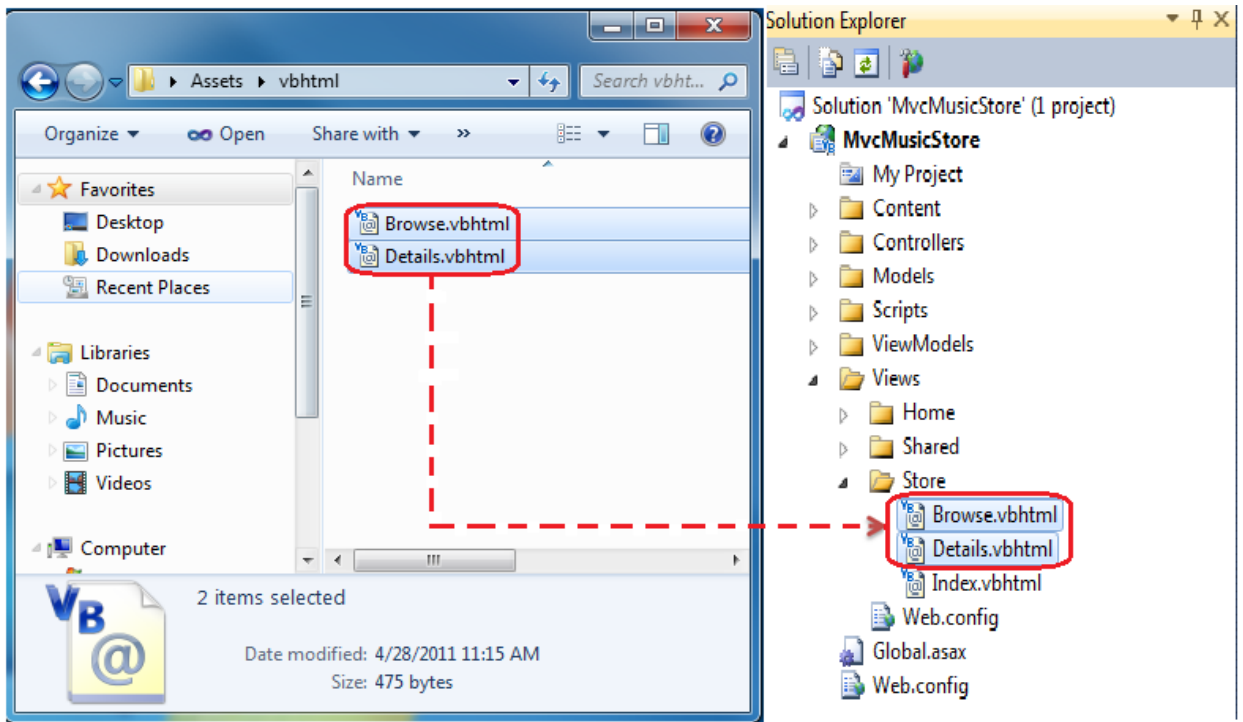 Assets vbhtml
Search vbht...
Organize Open Share with »
Favorites
Desktop
Downloads
Recent Places
Libraries
Documents
Music
Pictures
Videos
Computer
Name
Browse.vbhtml
Details.vbhtml
VB
@
2 items selected
Date modified: 4/28/2011 11:15 AM
Size: 475 bytes
Solution Explorer
Solution 'MvcMusicStore' (1 project)
MvcMusicStore
My Project
Content
Controllers
Models
Scripts
ViewModels
Views
Home
Shared
Store
Browse.vbhtml
Details.vbhtml
Index.vbhtml
Web.config
Global.asax
Web.config